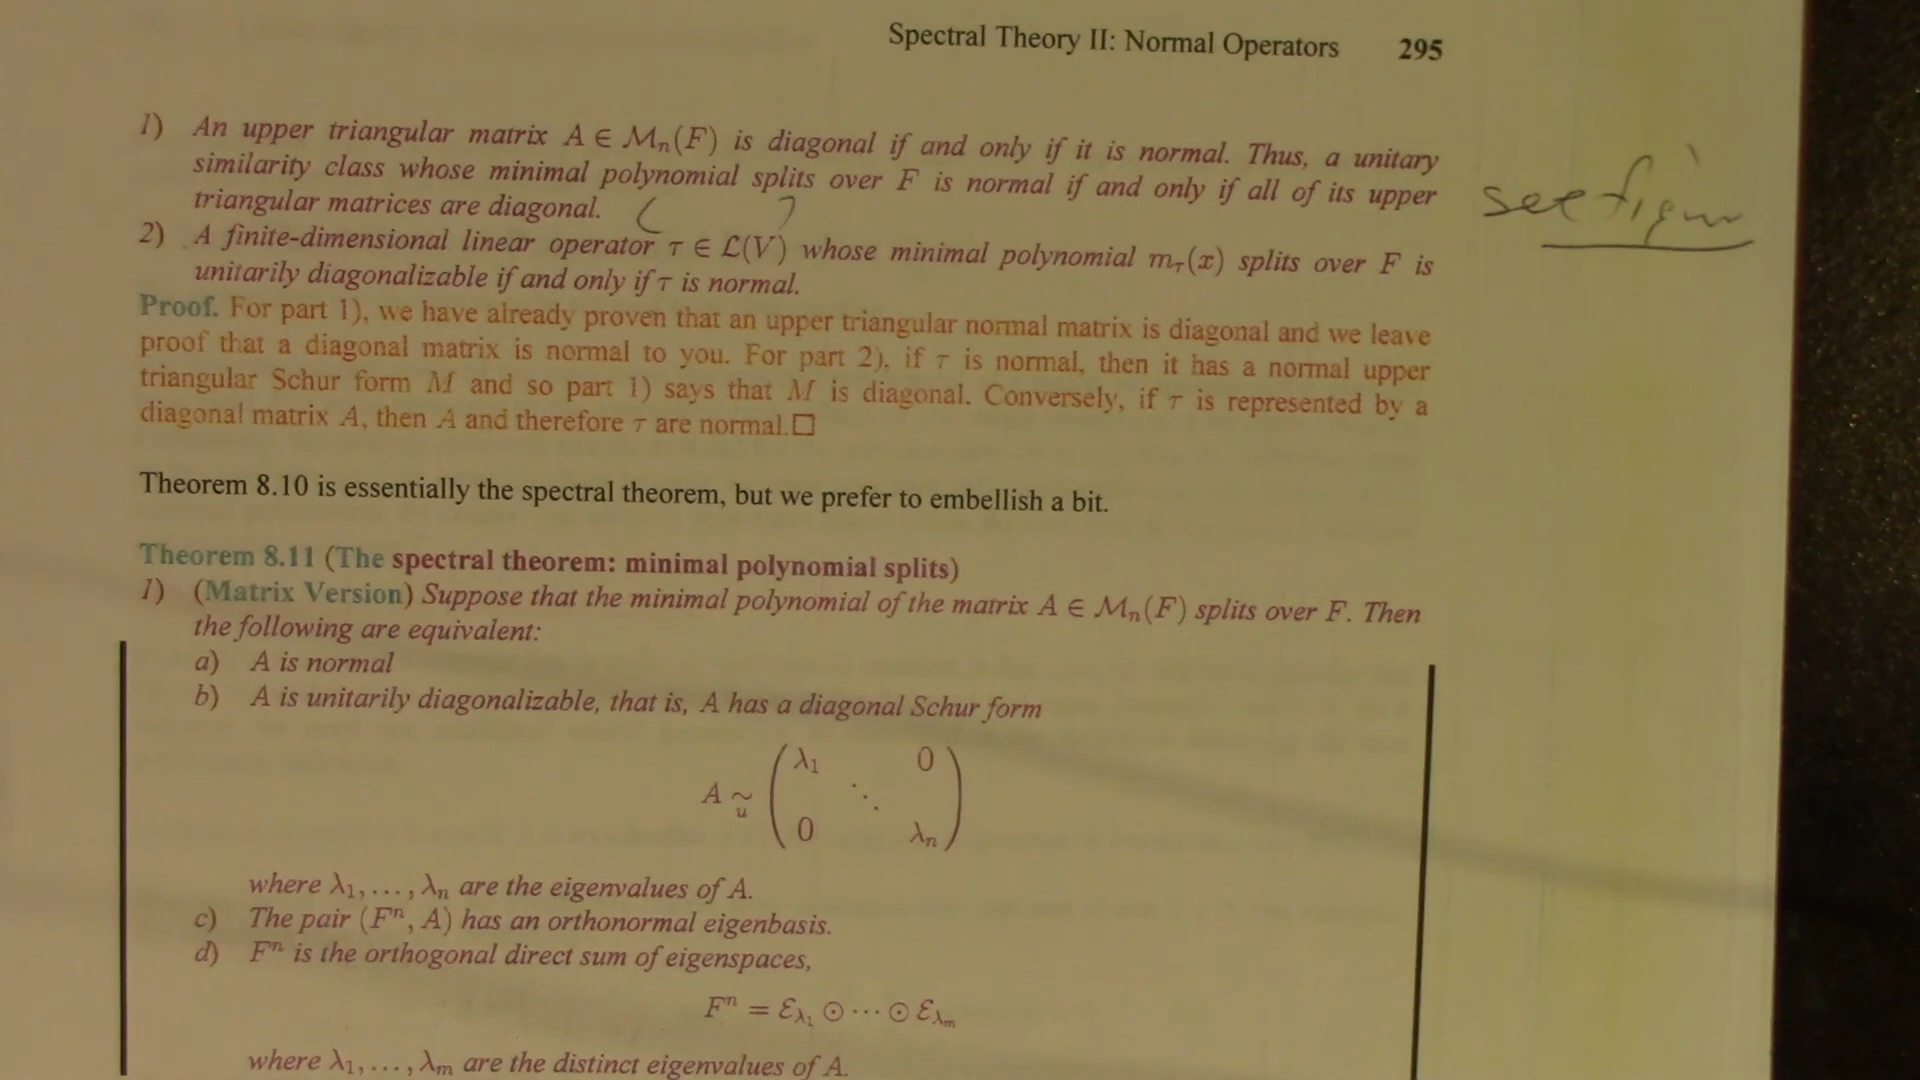 Spectral Theory II: Normal Operators 295
1) An upper triangular matrix A ∈ ℳₙ(F) is diagonal if and only if it is normal. Thus, a unitary
similarity class whose minimal polynomial splits over F is normal if and only if all of its upper
triangular matrices are diagonal.
see figure
2) A finite-dimensional linear operator τ ∈ ℒ(V) whose minimal polynomial m_τ(x) splits over F is
unitarily diagonalizable if and only if τ is normal.
Proof. For part 1), we have already proven that an upper triangular normal matrix is diagonal and we leave
proof that a diagonal matrix is normal to you. For part 2), if τ is normal, then it has a normal upper
triangular Schur form M and so part 1) says that M is diagonal. Conversely, if τ is represented by a
diagonal matrix A, then A and therefore τ are normal.□
Theorem 8.10 is essentially the spectral theorem, but we prefer to embellish a bit.
Theorem 8.11 (The spectral theorem: minimal polynomial splits)
1) (Matrix Version) Suppose that the minimal polynomial of the matrix A ∈ ℳₙ(F) splits over F. Then
the following are equivalent:
a) A is normal
b) A is unitarily diagonalizable, that is, A has a diagonal Schur form
λ₁ 0
A ~ᵤ ⋱
0 λₙ
where λ₁, …, λₙ are the eigenvalues of A.
c) The pair (Fⁿ, A) has an orthonormal eigenbasis.
d) Fⁿ is the orthogonal direct sum of eigenspaces,
Fⁿ = ℰ_λ₁ ⊙ ⋯ ⊙ ℰ_λₘ
where λ₁, …, λₘ are the distinct eigenvalues of A.